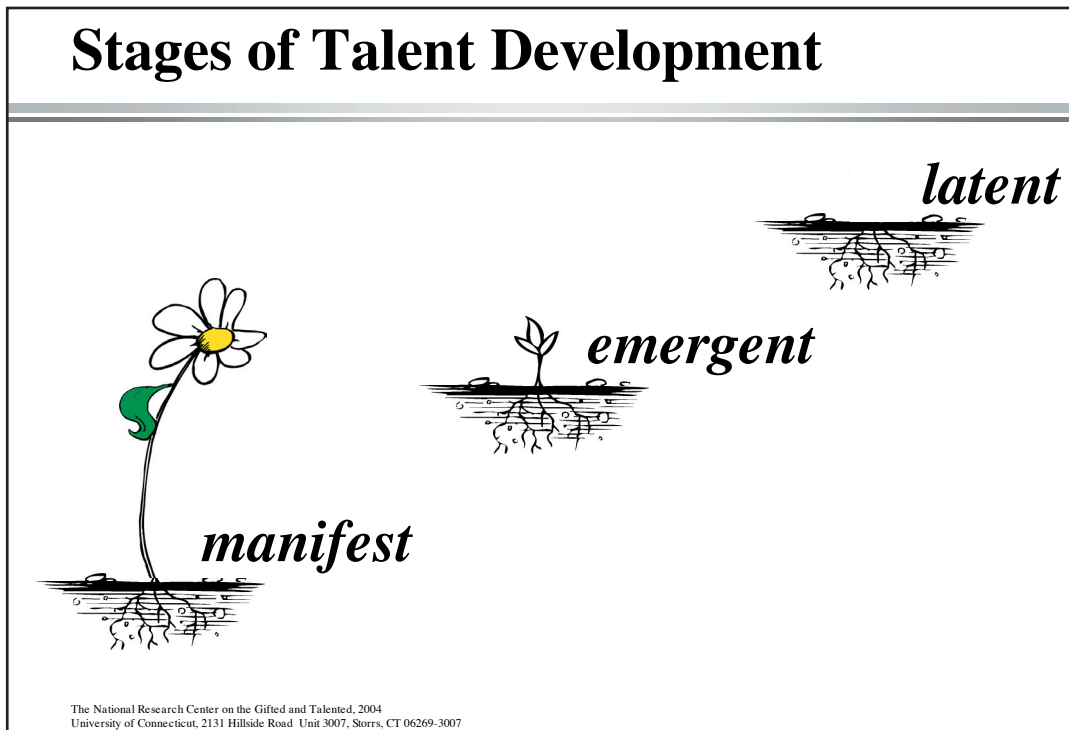 Stages of Talent Development
latent
emergent
manifest
The National Research Center on the Gifted and Talented, 2004
University of Connecticut, 2131 Hillside Road Unit 3007, Storrs, CT 06269-3007